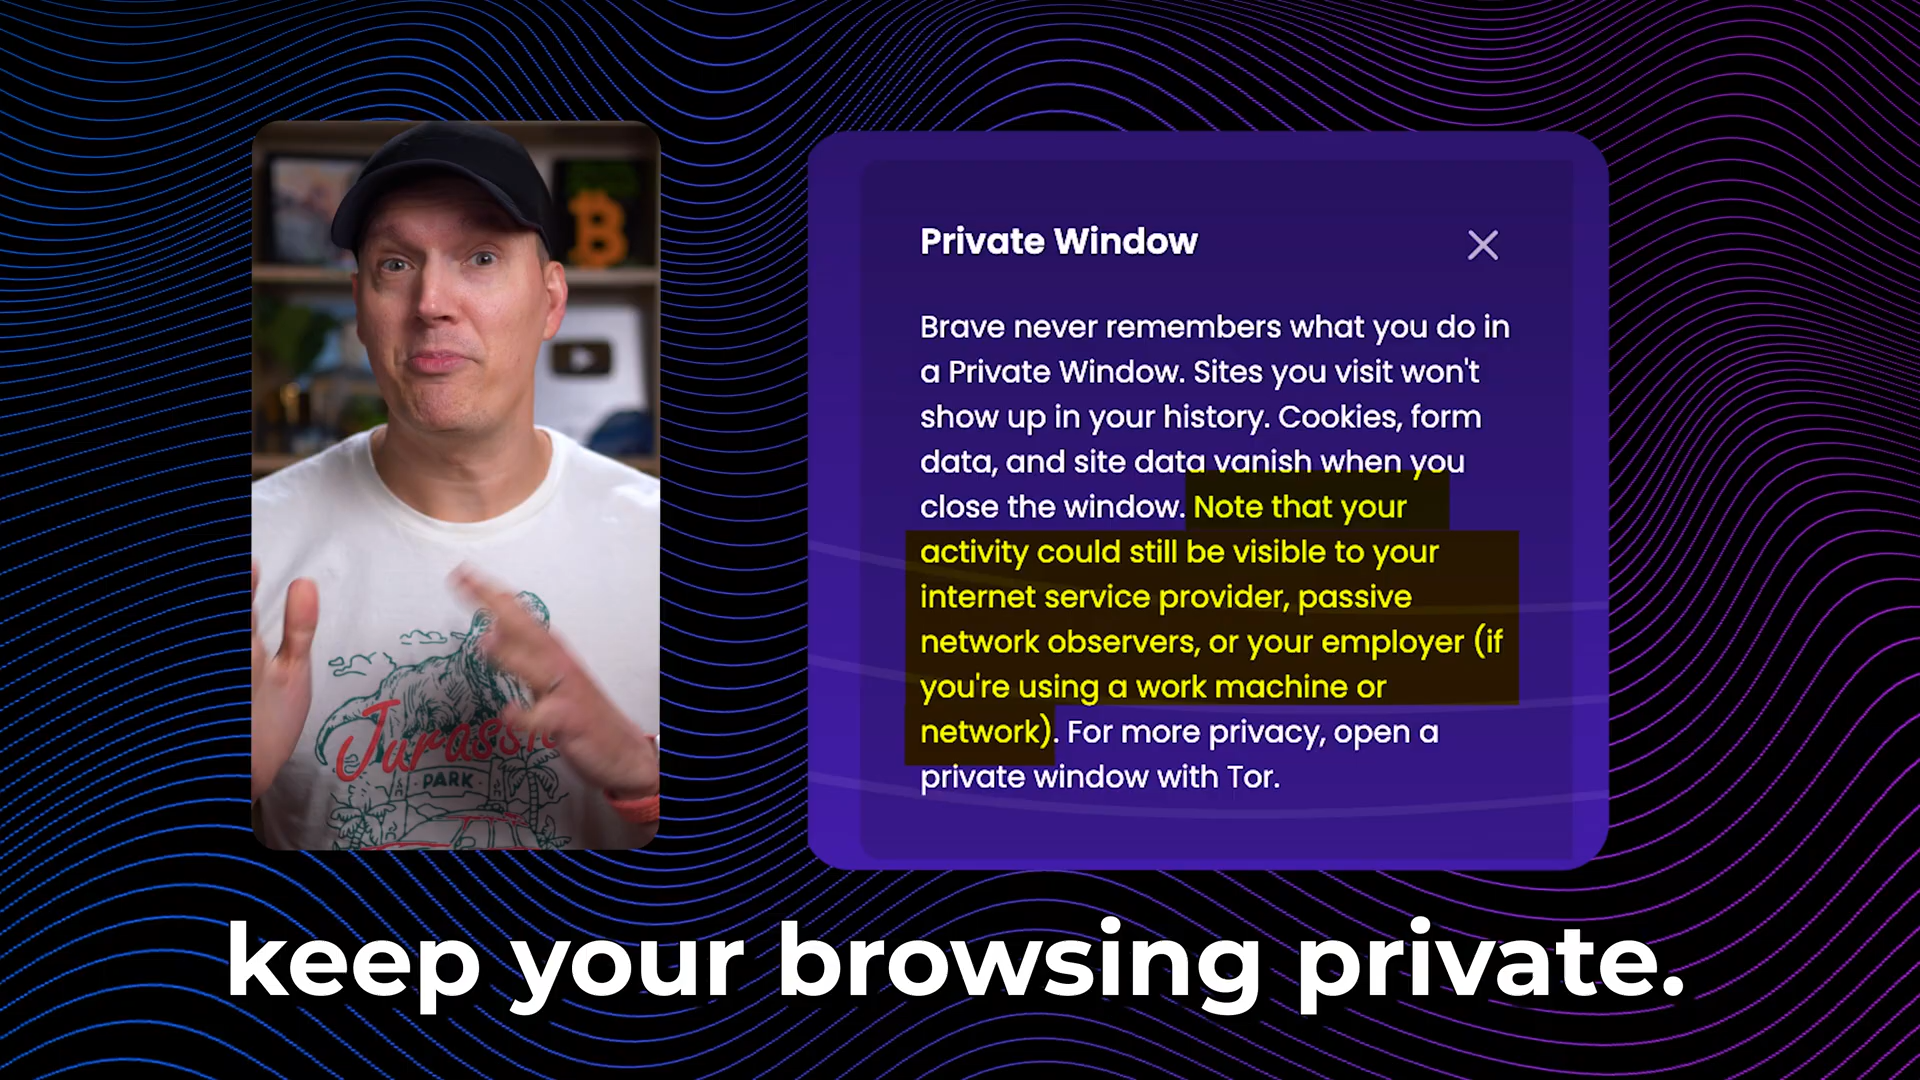 Private Window
Brave never remembers what you do in
a Private Window. Sites you visit won't
show up in your history. Cookies, form
data, and site data vanish when you
close the window. Note that your
activity could still be visible to your
internet service provider, passive
network observers, or your employer (if
you're using a work machine or
network). For more privacy, open a
private window with Tor.
Jurassic
PARK
keep your browsing private.